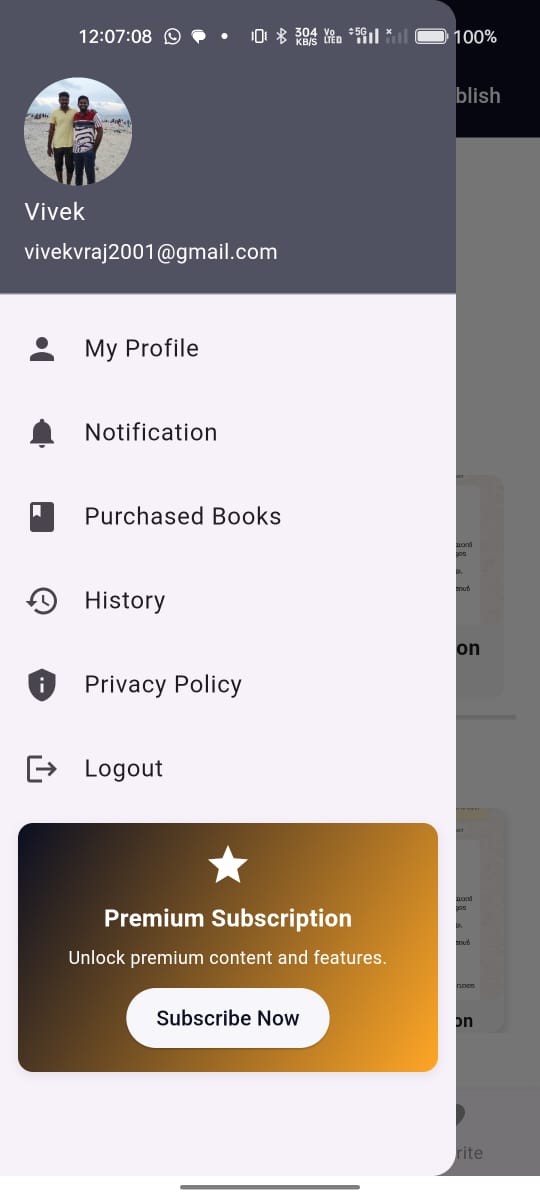 12:07:08 304 KB/S Vo LTED 5G 100%
blish
Vivek
vivekvraj2001@gmail.com
My Profile
Notification
Purchased Books
History
on
Privacy Policy
Logout
Premium Subscription
Unlock premium content and features.
Subscribe Now
on
rite